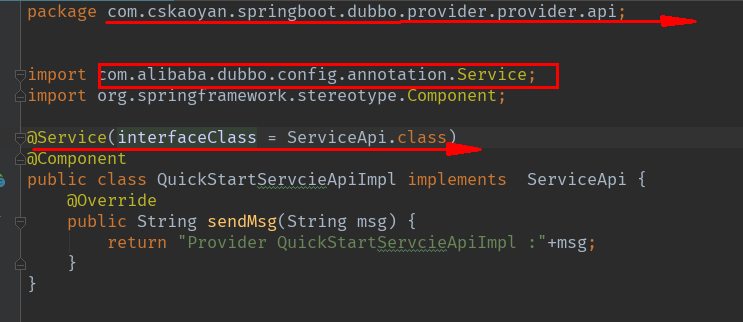 package com.cskaoyan.springboot.dubbo.provider.provider.api;
import com.alibaba.dubbo.config.annotation.Service;
import org.springframework.stereotype.Component;
@Service(interfaceClass = ServiceApi.class)
@Component
public class QuickStartServcieApiImpl implements  ServiceApi {
    @Override
    public String sendMsg(String msg) {
        return "Provider QuickStartServcieApiImpl :"+msg;
    }
}